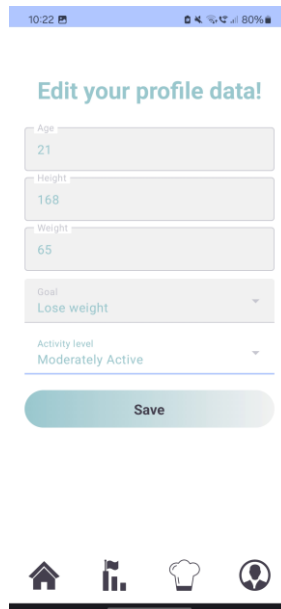 10:22
80%
Edit your profile data!
Age
21
Height
168
Weight
65
Goal
Lose weight
Activity level
Moderately Active
Save